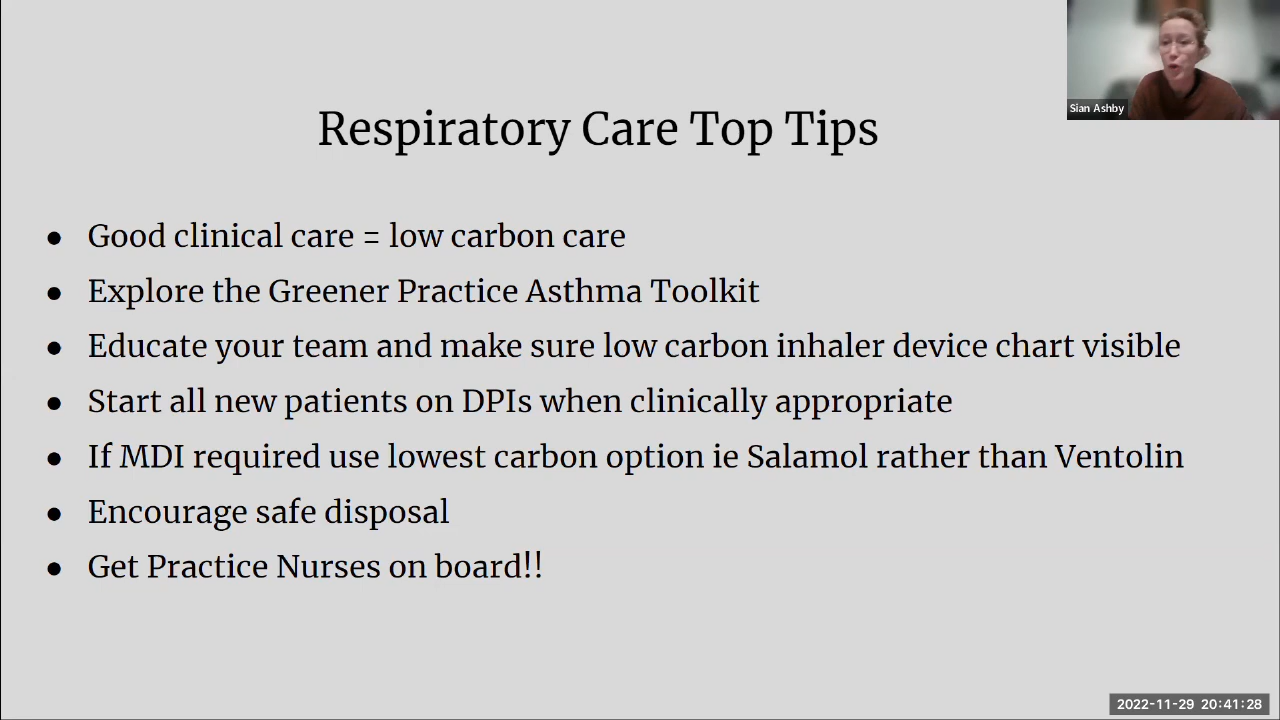 Sian Ashby
Respiratory Care Top Tips
● Good clinical care = low carbon care
● Explore the Greener Practice Asthma Toolkit
● Educate your team and make sure low carbon inhaler device chart visible
● Start all new patients on DPIs when clinically appropriate
● If MDI required use lowest carbon option ie Salamol rather than Ventolin
● Encourage safe disposal
● Get Practice Nurses on board!!
2022-11-29 20:41:28